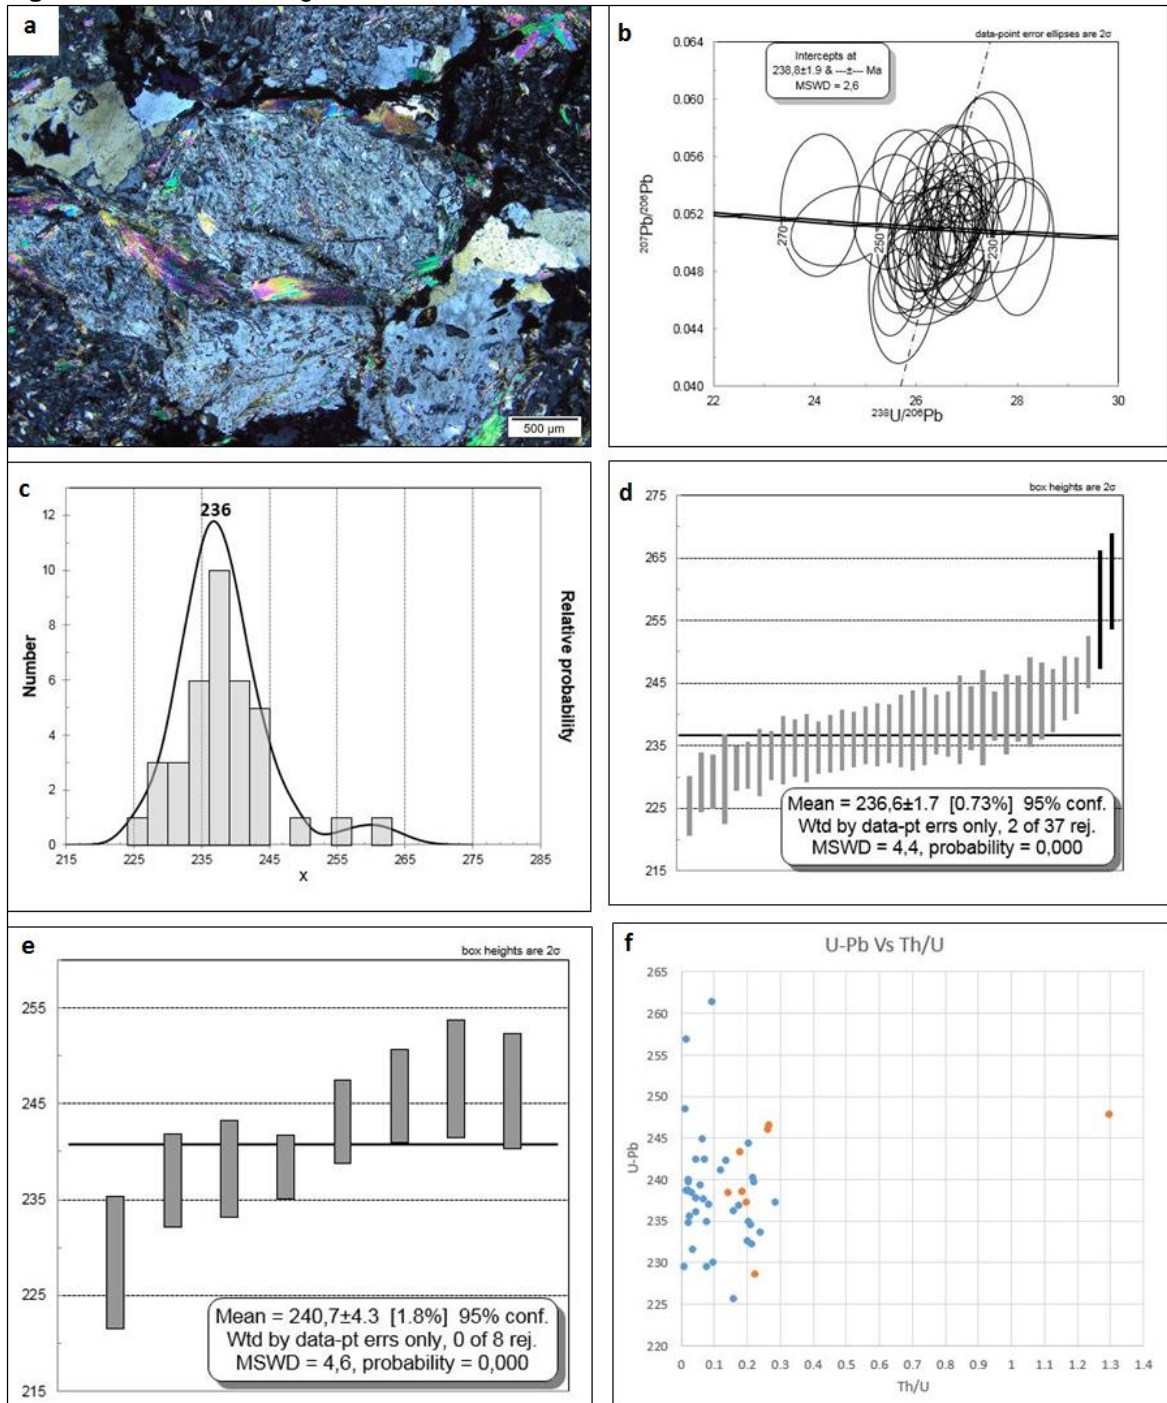 a
500 µm
b
data-point error ellipses are 2σ
Intercepts at
238,8±1.9 & ---±--- Ma
MSWD = 2,6
0.064
0.060
0.056
0.052
0.048
0.044
0.040
207Pb/206Pb
270
250
230
22 24 26 28 30
238U/206Pb
c
236
12
10
8
6
4
2
0
Number
Relative probability
215 225 235 245 255 265 275 285
x
d
box heights are 2σ
275
265
255
245
235
225
215
Mean = 236,6±1.7 [0.73%] 95% conf.
Wtd by data-pt errs only, 2 of 37 rej.
MSWD = 4,4, probability = 0,000
e
box heights are 2σ
255
245
235
225
215
Mean = 240,7±4.3 [1.8%] 95% conf.
Wtd by data-pt errs only, 0 of 8 rej.
MSWD = 4,6, probability = 0,000
f
U-Pb Vs Th/U
265
260
255
250
245
240
235
230
225
220
U-Pb
0 0.1 0.2 0.3 0.4 0.5 0.6 0.7 0.8 0.9 1 1.1 1.2 1.3 1.4
Th/U